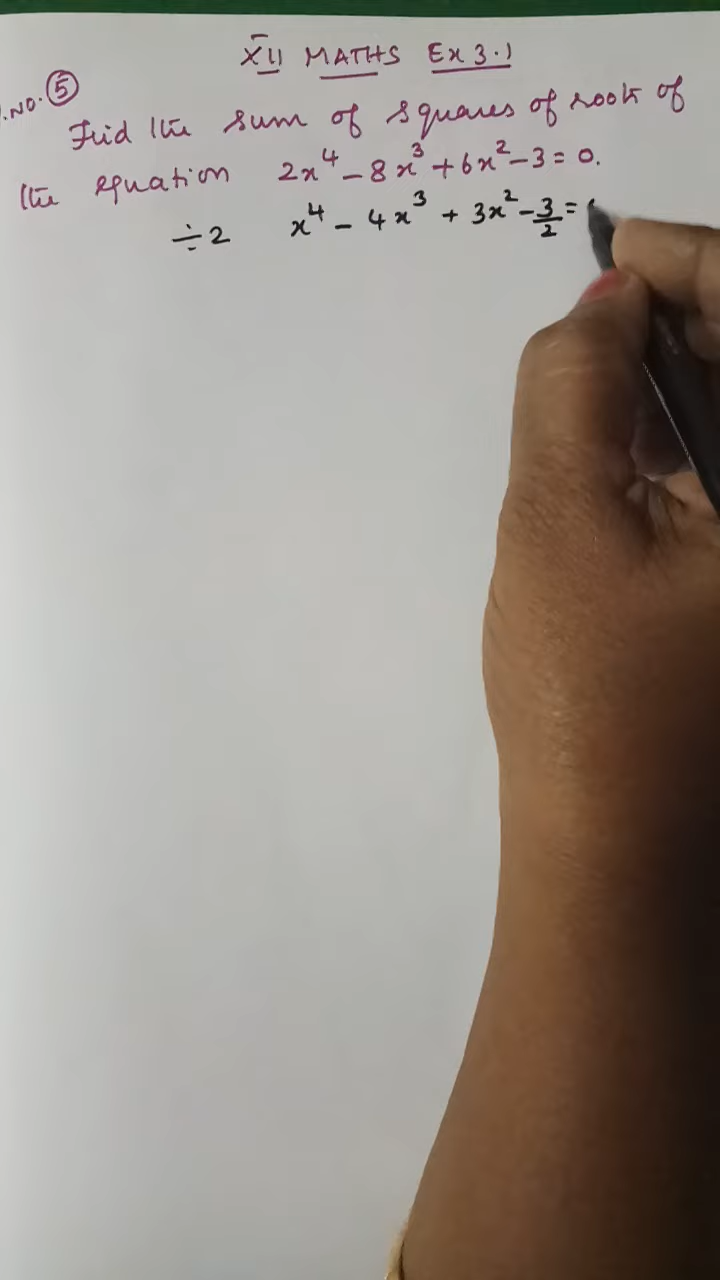 XII MATHS Ex 3.1
.NO. ⑤
Find the sum of squares of roots of
the equation 2x⁴ - 8x³ + 6x² - 3 = 0.
÷2 x⁴ - 4x³ + 3x² - 3/2 =